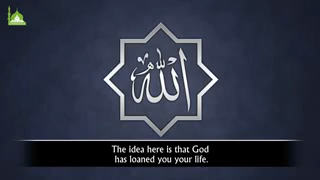 الله
The idea here is that God
has loaned you your life.